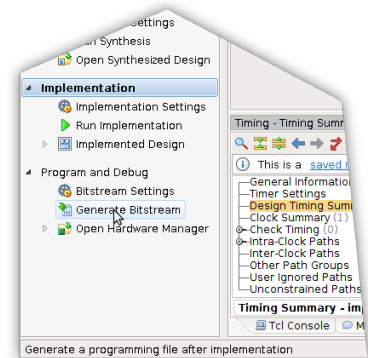 Settings
Run Synthesis
Open Synthesized Design
Implementation
Implementation Settings
Run Implementation
Implemented Design
Program and Debug
Bitstream Settings
Generate Bitstream
Open Hardware Manager
Generate a programming file after implementation
Timing - Timing Summ
This is a saved r
General Information
Timer Settings
Design Timing Summ
Clock Summary (1)
Check Timing (0)
Intra-Clock Paths
Inter-Clock Paths
Other Path Groups
User Ignored Paths
Unconstrained Paths
Timing Summary - im
Tcl Console
M